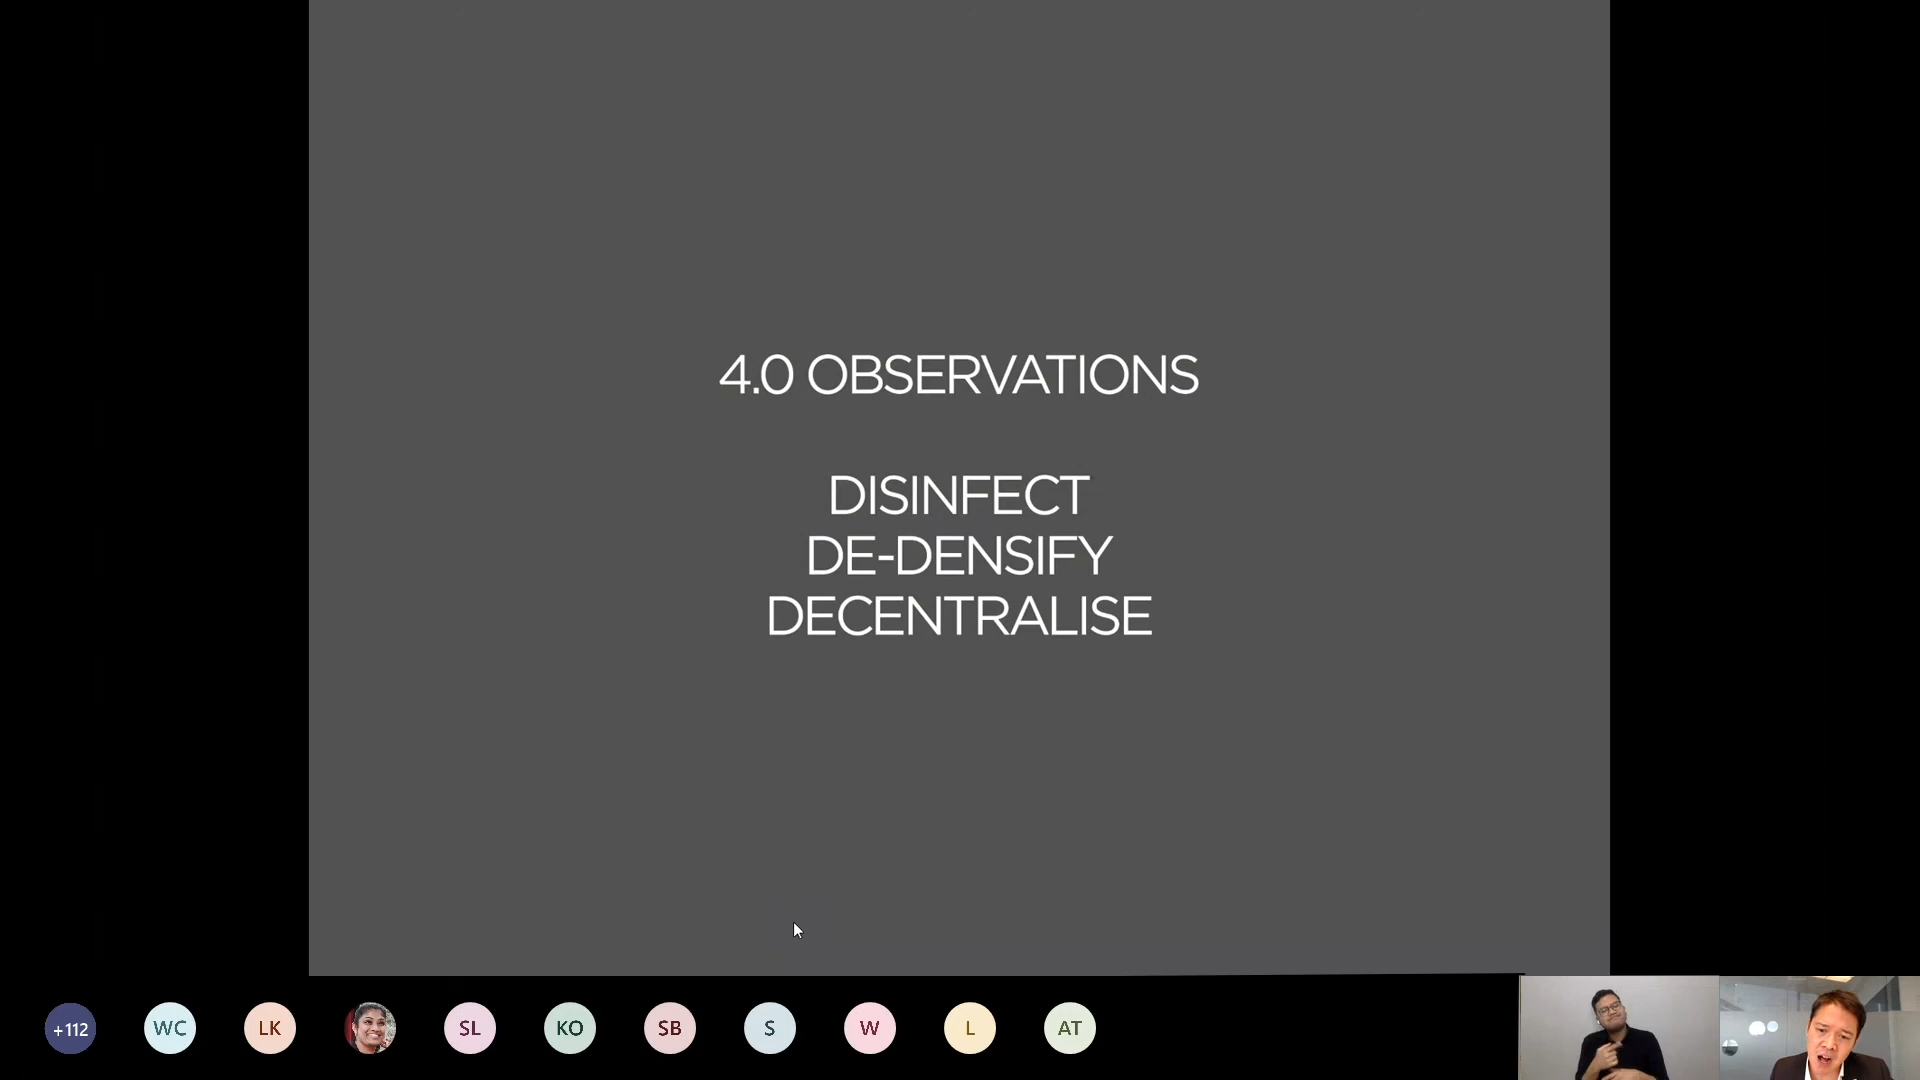 4.0 OBSERVATIONS
DISINFECT
DE-DENSIFY
DECENTRALISE
+112
WC
LK
SL
KO
SB
S
W
L
AT